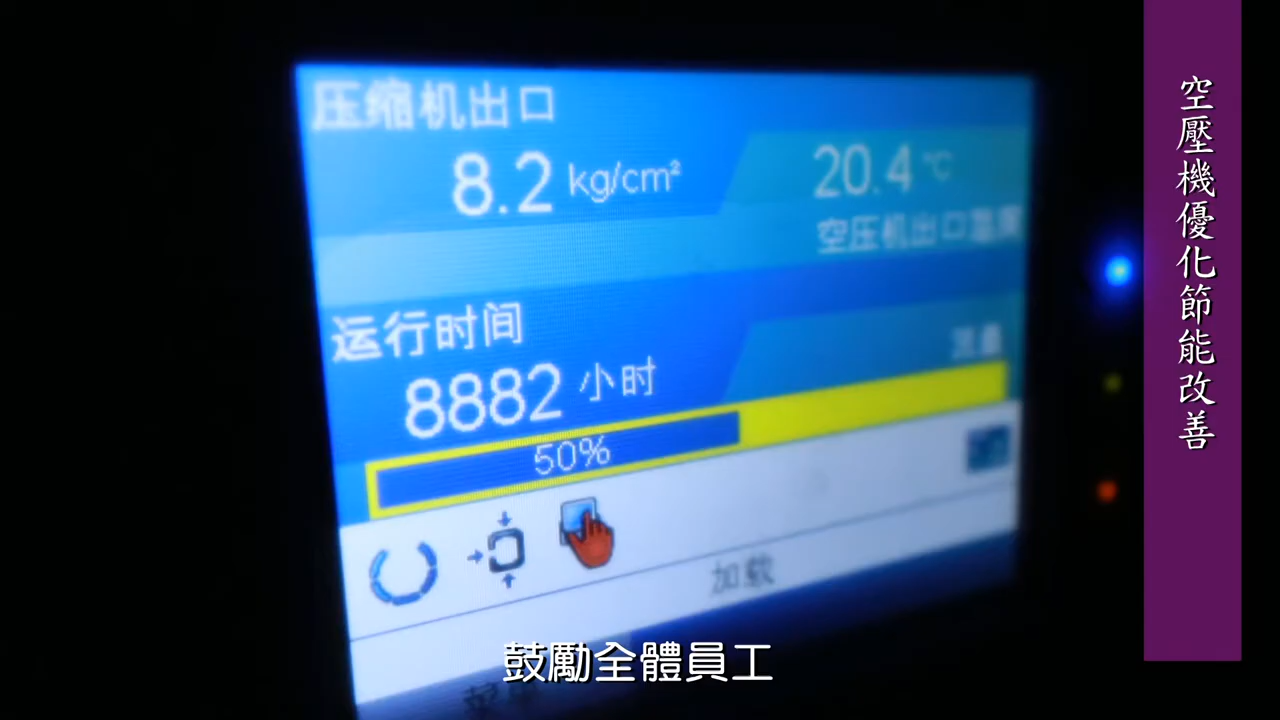 压缩机出口
8.2 kg/cm²
20.4 °C
空压机出口温度
运行时间
8882 小时
流量
50%
加载
鼓勵全體員工
空壓機優化節能改善